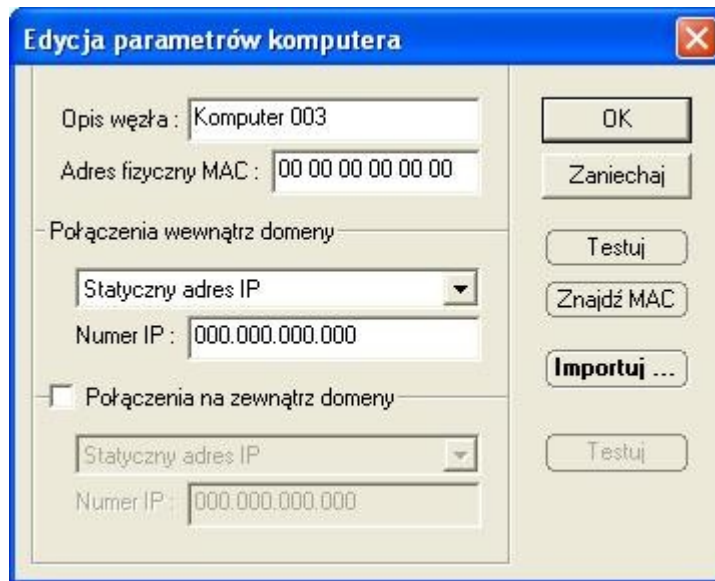 Edycja parametrów komputera
Opis węzła : Komputer 003
Adres fizyczny MAC : 00 00 00 00 00 00
Połączenia wewnątrz domeny
Statyczny adres IP
Numer IP : 000.000.000.000
Połączenia na zewnątrz domeny
Statyczny adres IP
Numer IP : 000.000.000.000
OK
Zaniechaj
Testuj
Znajdź MAC
Importuj ...
Testuj